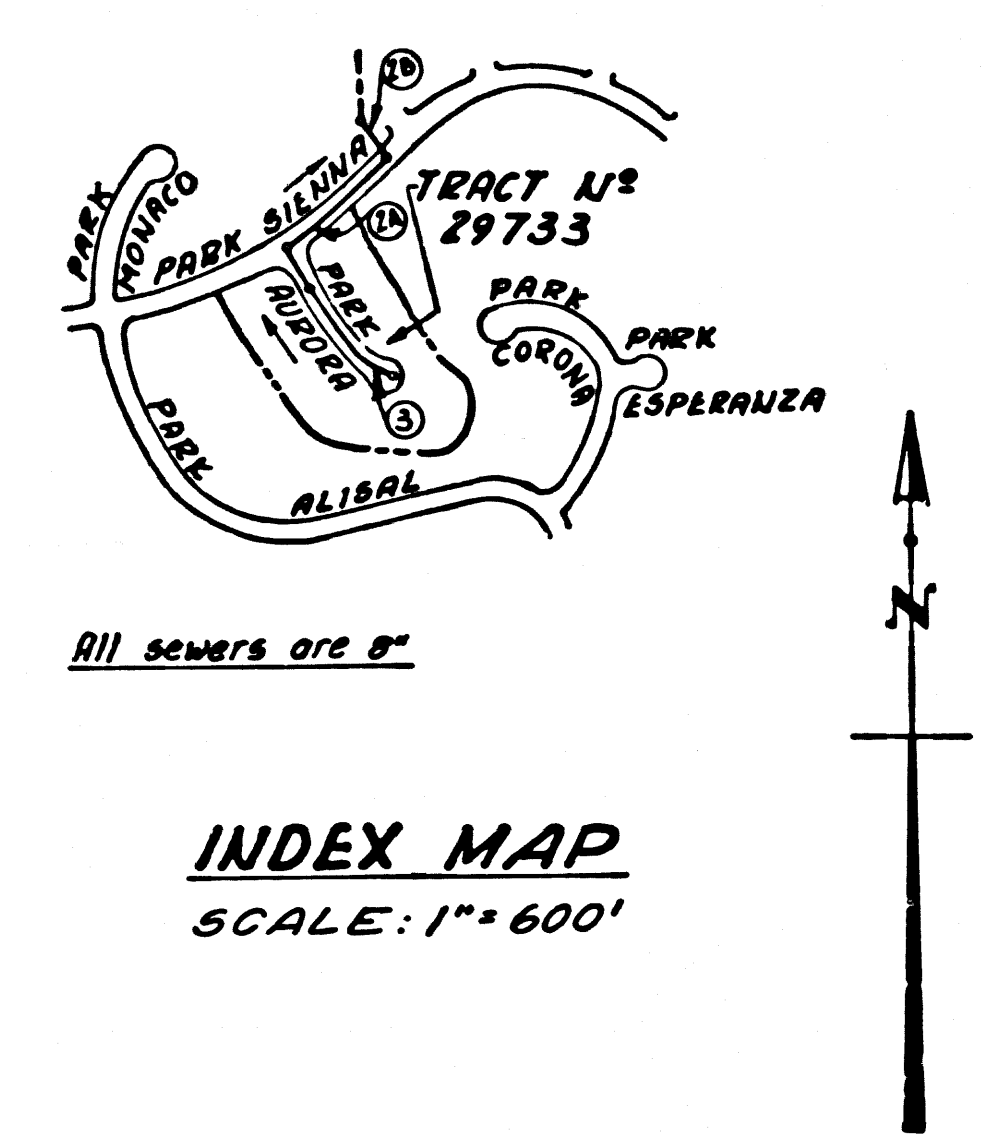 2B
PARK SIENNA
TRACT Nº
29733
2A
PARK MONACO
PARK AURORA
PARK CORONA
PARK
ESPERANZA
3
PARK ALISAL
N
All sewers are 8"
INDEX MAP
SCALE: 1"= 600'